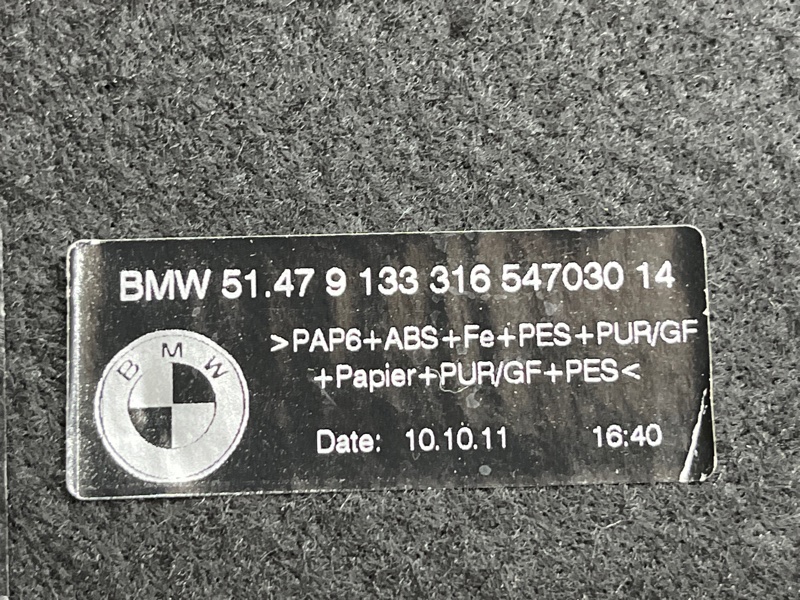 BMW 51.47 9 133 316 547030 14
>PAP6+ABS+Fe+PES+PUR/GF
+Papier+PUR/GF+PES<
BMW
Date: 10.10.11 16:40